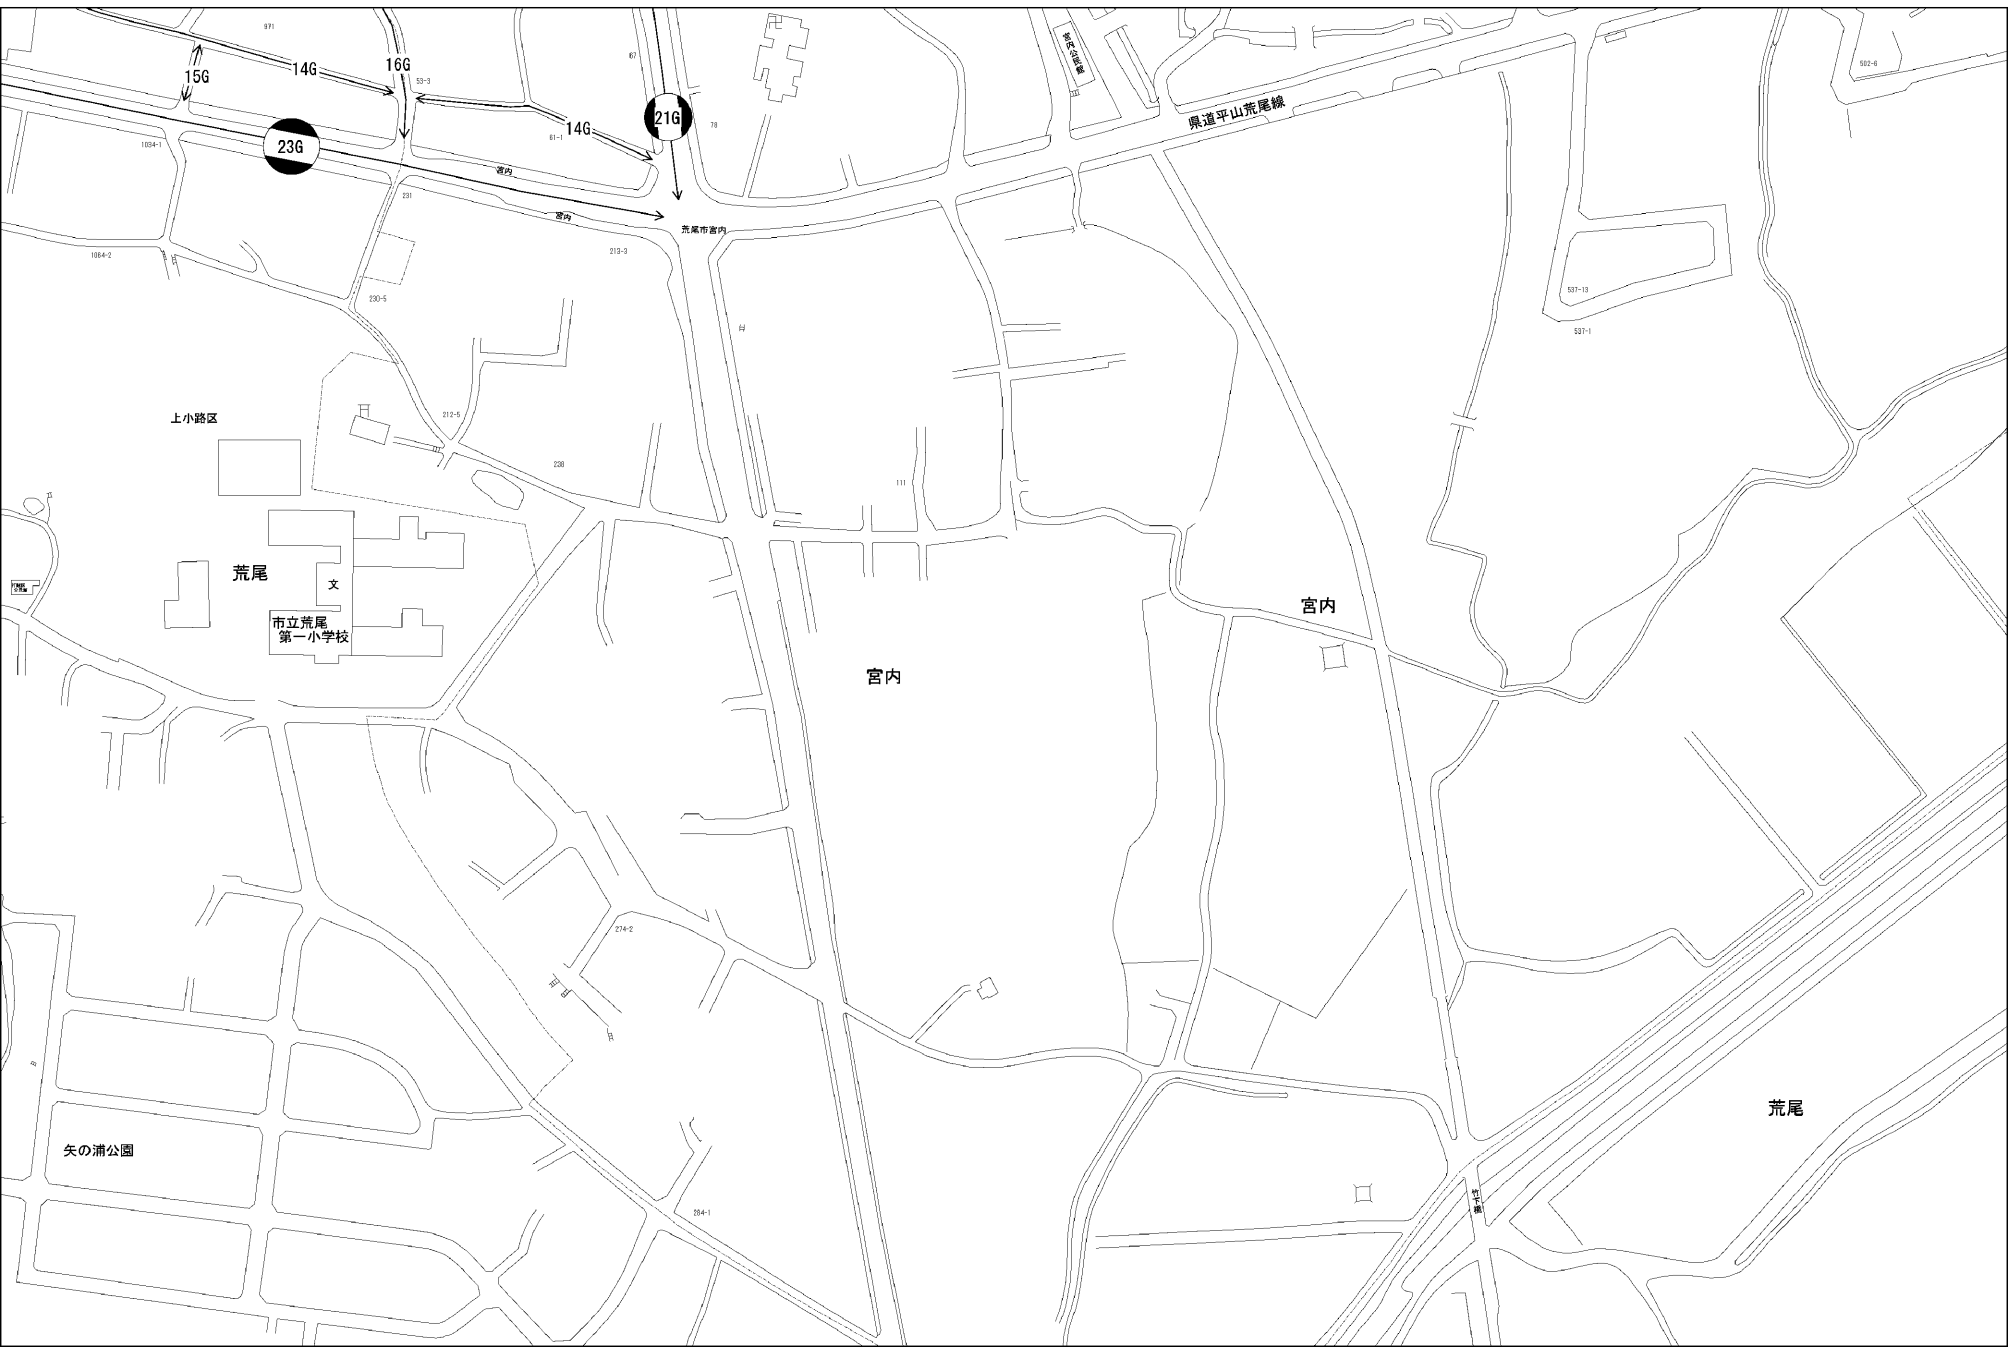 971
宮内公民館
16G
15G
14G
53-3
67
502-6
県道平山荒尾線
21G
78
14G
61-1
1034-1
23G
宮内
231
宮内
荒尾市宮内
213-3
1064-2
230-5
537-13
537-1
上小路区
212-5
238
111
荒尾
文
市立荒尾
第一小学校
宮内
宮内
274-2
荒尾
矢の浦公園
竹下橋
284-1